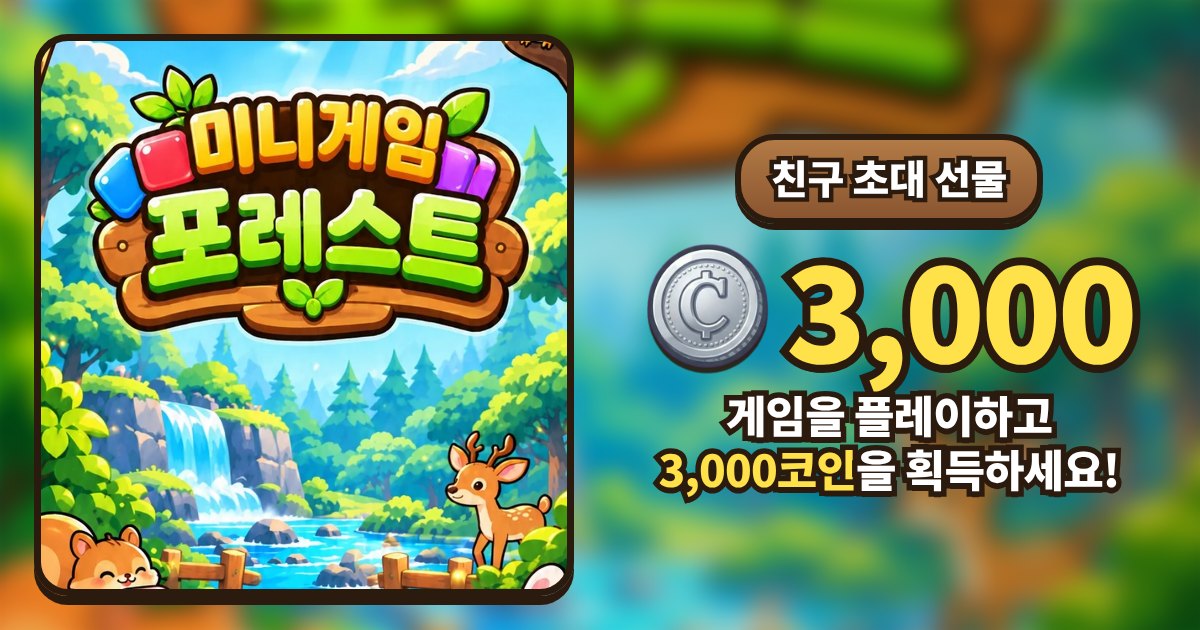 미니게임
포레스트
친구 초대 선물
₵ 3,000
게임을 플레이하고
3,000코인을 획득하세요!